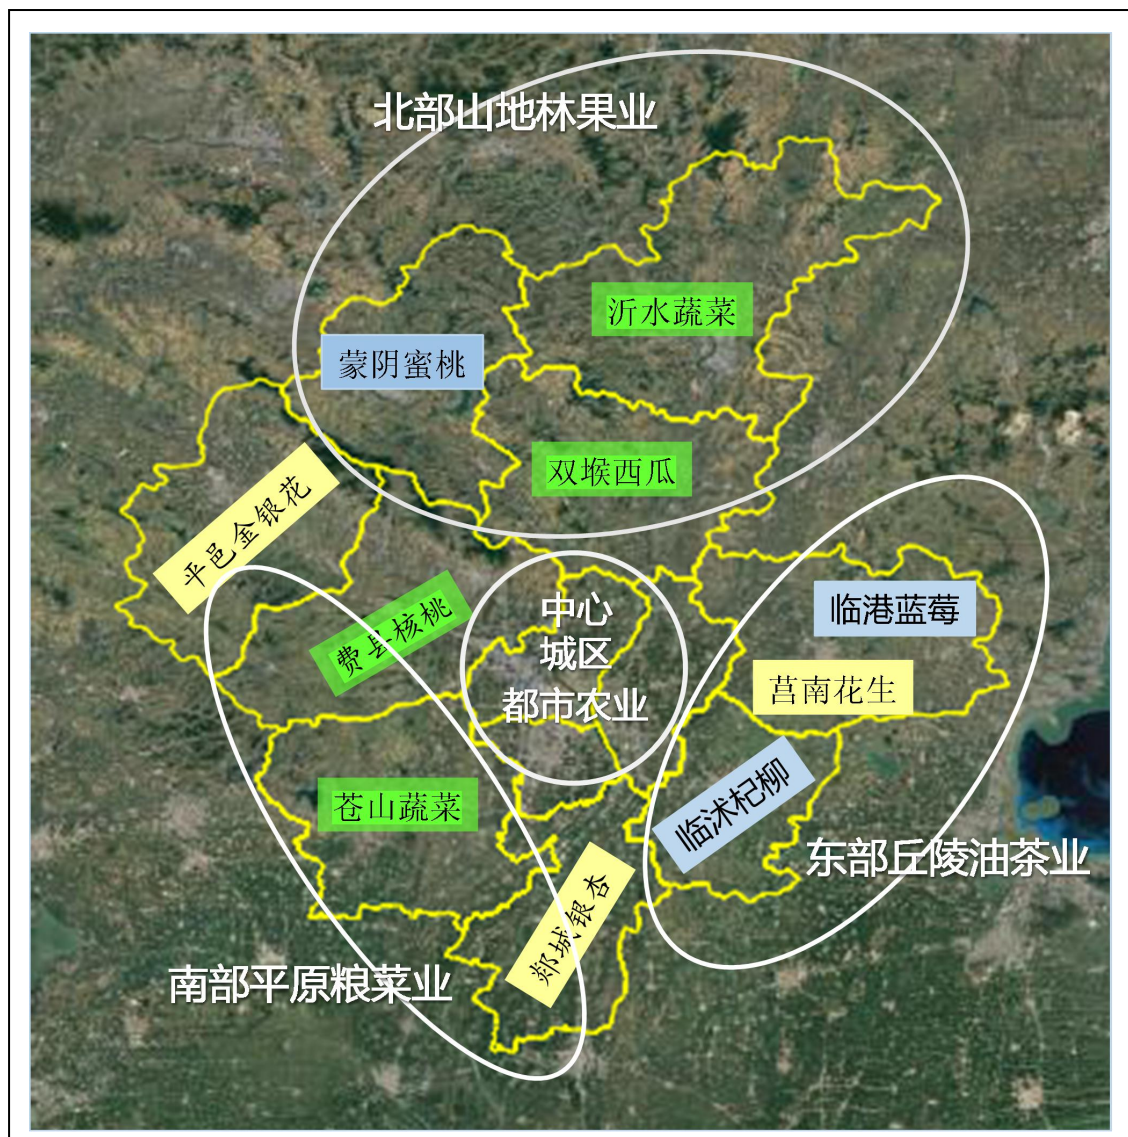 北部山地林果业
沂水蔬菜
蒙阴蜜桃
双堠西瓜
平邑金银花
费县核桃
中心
城区
都市农业
临港蓝莓
莒南花生
临沭杞柳
苍山蔬菜
东部丘陵油茶业
郯城银杏
南部平原粮菜业